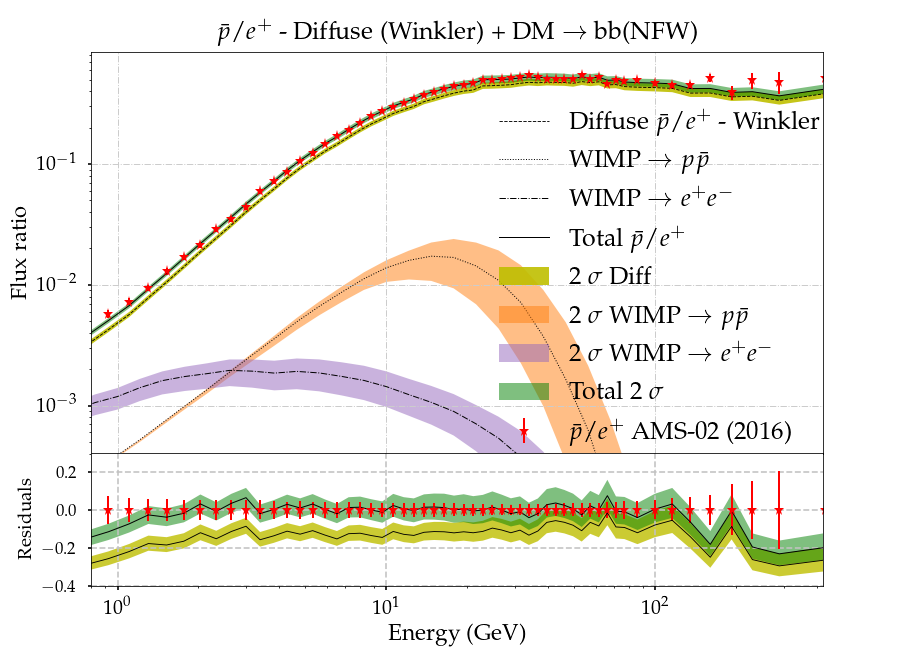 p̄/e⁺ - Diffuse (Winkler) + DM → bb(NFW)
Flux ratio
10⁻¹
10⁻²
10⁻³
Diffuse p̄/e⁺ - Winkler
WIMP → pp̄
WIMP → e⁺e⁻
Total p̄/e⁺
2 σ Diff
2 σ WIMP → pp̄
2 σ WIMP → e⁺e⁻
Total 2 σ
p̄/e⁺ AMS-02 (2016)
Residuals
0.2
0.0
−0.2
−0.4
10⁰ 10¹ 10²
Energy (GeV)